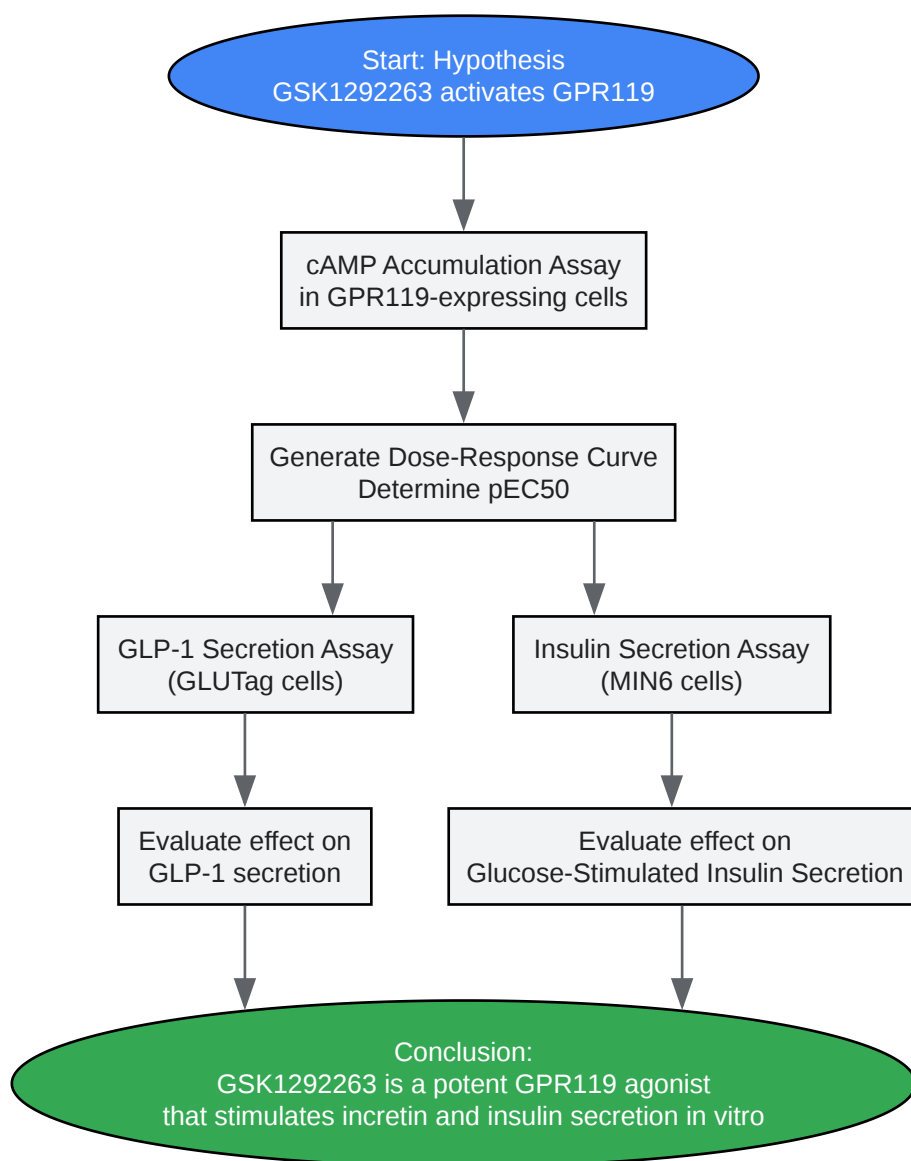 Start: Hypothesis
GSK1292263 activates GPR119
cAMP Accumulation Assay
in GPR119-expressing cells
Generate Dose-Response Curve
Determine pEC50
GLP-1 Secretion Assay
(GLUTag cells)
Insulin Secretion Assay
(MIN6 cells)
Evaluate effect on
GLP-1 secretion
Evaluate effect on
Glucose-Stimulated Insulin Secretion
Conclusion:
GSK1292263 is a potent GPR119 agonist
that stimulates incretin and insulin secretion in vitro